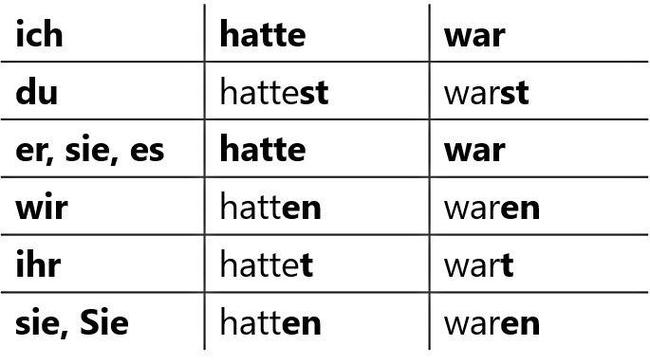 ich hatte war
du hattest warst
er, sie, es hatte war
wir hatten waren
ihr hattet wart
sie, Sie hatten waren